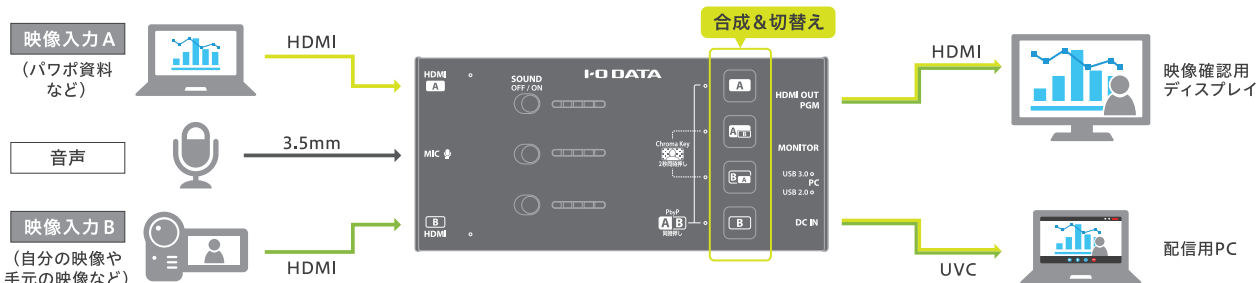 合成&切替え
映像入力A
(パワポ資料
など)
HDMI
音声
3.5mm
映像入力B
(自分の映像や
手元の映像など)
HDMI
HDMI
A
SOUND
OFF / ON
I-O DATA
MIC
B
HDMI
Chroma Key
2秒同時押し
PbyP
A B
同時押し
A
A B
B A
B
HDMI OUT
PGM
MONITOR
USB 3.0
PC
USB 2.0
DC IN
HDMI
映像確認用
ディスプレイ
UVC
配信用PC